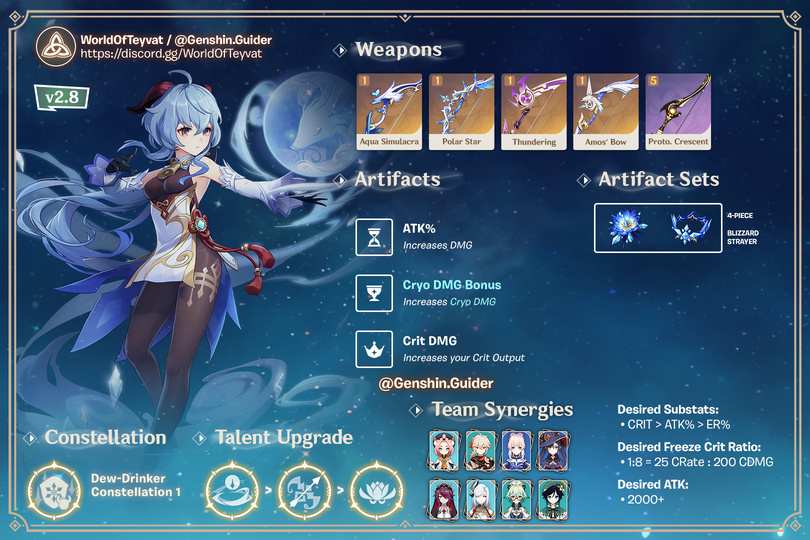 WorldOfTeyvat / @Genshin.Guider
https://discord.gg/WorldOfTeyvat
v2.8
Weapons
1
1
1
1
5
Aqua Simulacra
Polar Star
Thundering
Amos' Bow
Proto. Crescent
Artifacts
ATK%
Increases DMG
Cryo DMG Bonus
Increases Cryo DMG
Crit DMG
Increases your Crit Output
@Genshin.Guider
Artifact Sets
4-PIECE
BLIZZARD
STRAYER
Constellation
Dew-Drinker
Constellation 1
Talent Upgrade
> >
Team Synergies
Desired Substats:
• CRIT > ATK% > ER%
Desired Freeze Crit Ratio:
• 1:8 = 25 CRate : 200 CDMG
Desired ATK:
• 2000+